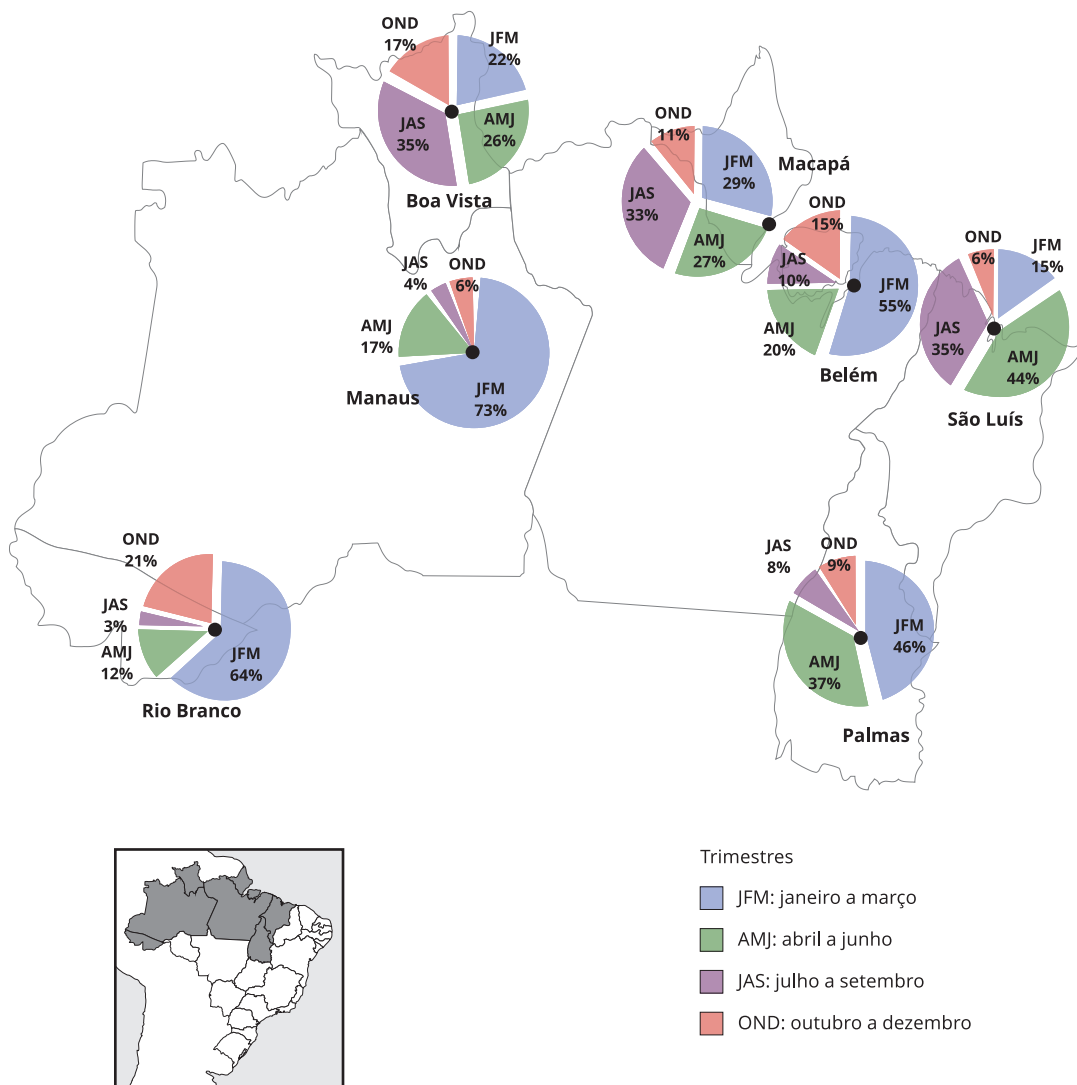 OND
17%
JFM
22%
JAS
35%
AMJ
26%
Boa Vista
OND
11%
JFM
29%
JAS
33%
AMJ
27%
Macapá
OND
15%
JAS
10%
JFM
55%
AMJ
20%
Belém
OND
6%
JFM
15%
JAS
35%
AMJ
44%
São Luís
JAS
4%
OND
6%
AMJ
17%
JFM
73%
Manaus
OND
21%
JAS
3%
AMJ
12%
JFM
64%
Rio Branco
JAS
8%
OND
9%
JFM
46%
AMJ
37%
Palmas
Trimestres
JFM: janeiro a março
AMJ: abril a junho
JAS: julho a setembro
OND: outubro a dezembro